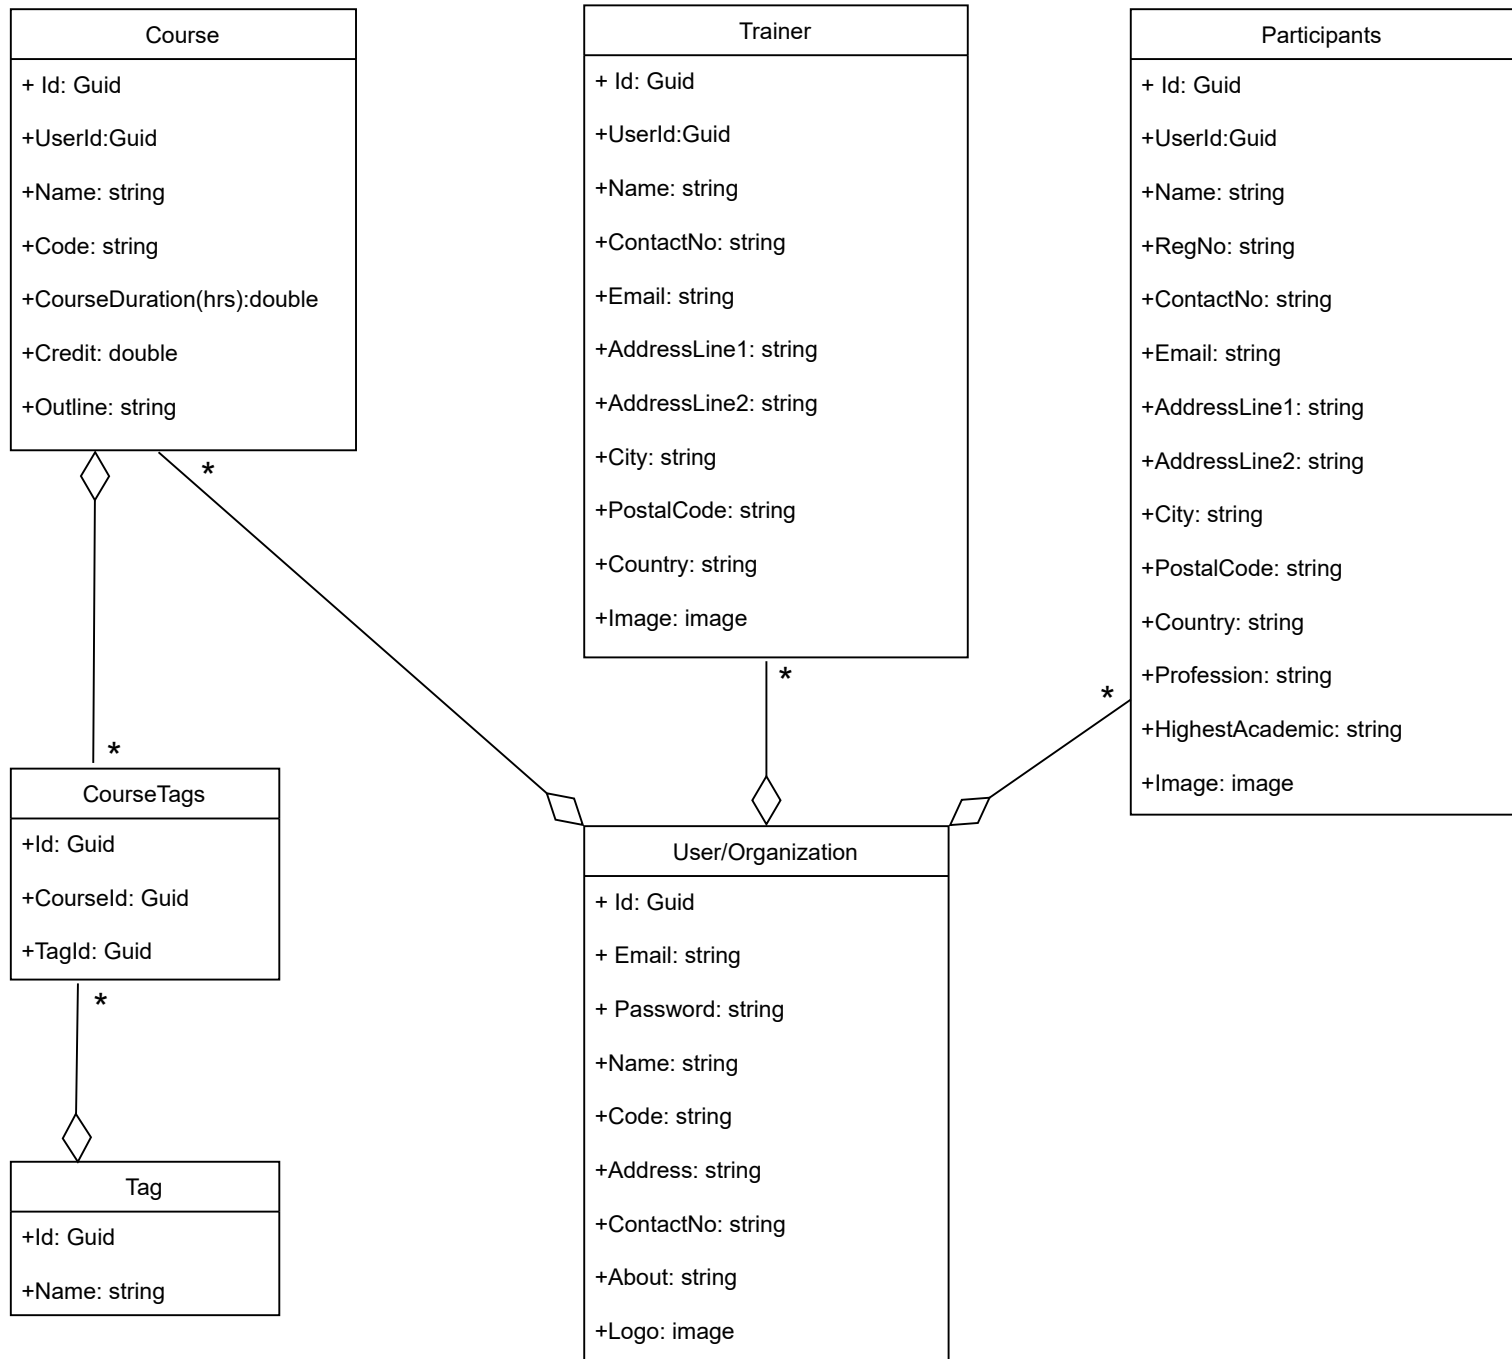 Course
+ Id: Guid
+UserId:Guid
+Name: string
+Code: string
+CourseDuration(hrs):double
+Credit: double
+Outline: string
*
*
Trainer
+ Id: Guid
+UserId:Guid
+Name: string
+ContactNo: string
+Email: string
+AddressLine1: string
+AddressLine2: string
+City: string
+PostalCode: string
+Country: string
+Image: image
*
Participants
+ Id: Guid
+UserId:Guid
+Name: string
+RegNo: string
+ContactNo: string
+Email: string
+AddressLine1: string
+AddressLine2: string
+City: string
+PostalCode: string
+Country: string
+Profession: string
+HighestAcademic: string
+Image: image
*
CourseTags
+Id: Guid
+CourseId: Guid
+TagId: Guid
*
Tag
+Id: Guid
+Name: string
User/Organization
+ Id: Guid
+ Email: string
+ Password: string
+Name: string
+Code: string
+Address: string
+ContactNo: string
+About: string
+Logo: image